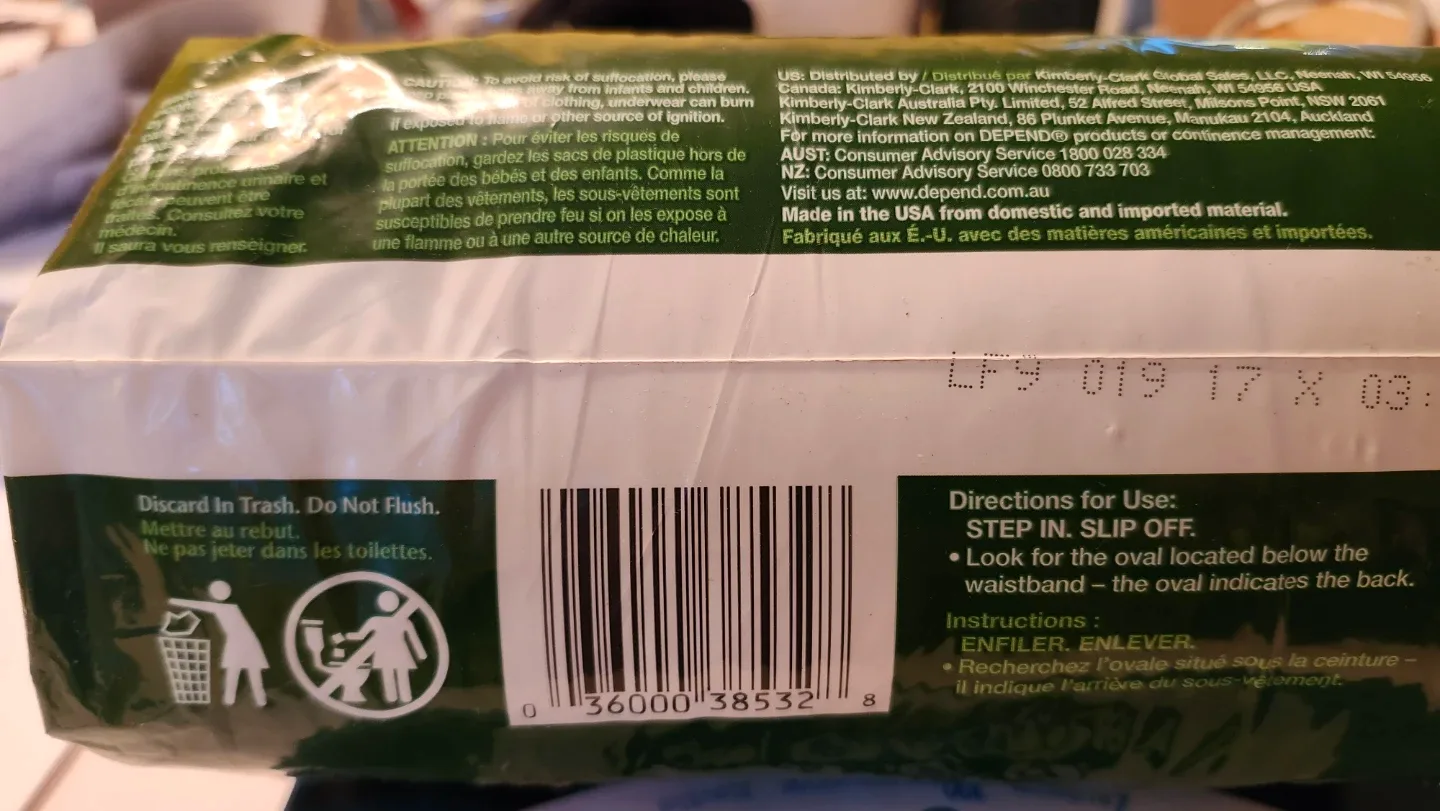 d'incontinence urinaire et
peuvent être
traités. Consultez votre
médecin.
Il saura vous renseigner.
CAUTION: To avoid risk of suffocation, please
away from infants and children.
of clothing, underwear can burn
if exposed to flame or other source of ignition.
ATTENTION : Pour éviter les risques de
suffocation, gardez les sacs de plastique hors de
la portée des bébés et des enfants. Comme la
plupart des vêtements, les sous-vêtements sont
susceptibles de prendre feu si on les expose à
une flamme ou à une autre source de chaleur.
US: Distributed by / Distribué par Kimberly-Clark Global Sales, LLC, Neenah, WI 54956
Canada: Kimberly-Clark, 2100 Winchester Road, Neenah, WI 54956 USA
Kimberly-Clark Australia Pty. Limited, 52 Alfred Street, Milsons Point, NSW 2061
Kimberly-Clark New Zealand, 86 Plunket Avenue, Manukau 2104, Auckland
For more information on DEPEND® products or continence management:
AUST: Consumer Advisory Service 1800 028 334
NZ: Consumer Advisory Service 0800 733 703
Visit us at: www.depend.com.au
Made in the USA from domestic and imported material.
Fabriqué aux É.-U. avec des matières américaines et importées.
LF9 019 17 X 03:
Discard In Trash. Do Not Flush.
Mettre au rebut.
Ne pas jeter dans les toilettes.
0 36000 38532 8
Directions for Use:
STEP IN. SLIP OFF.
• Look for the oval located below the
waistband – the oval indicates the back.
Instructions :
ENFILER. ENLEVER.
• Recherchez l'ovale situé sous la ceinture –
il indique l'arrière du sous-vêtement.